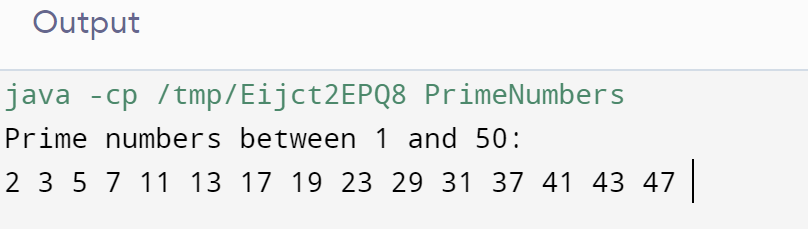 Output
java -cp /tmp/Eijct2EPQ8 PrimeNumbers
Prime numbers between 1 and 50:
2 3 5 7 11 13 17 19 23 29 31 37 41 43 47